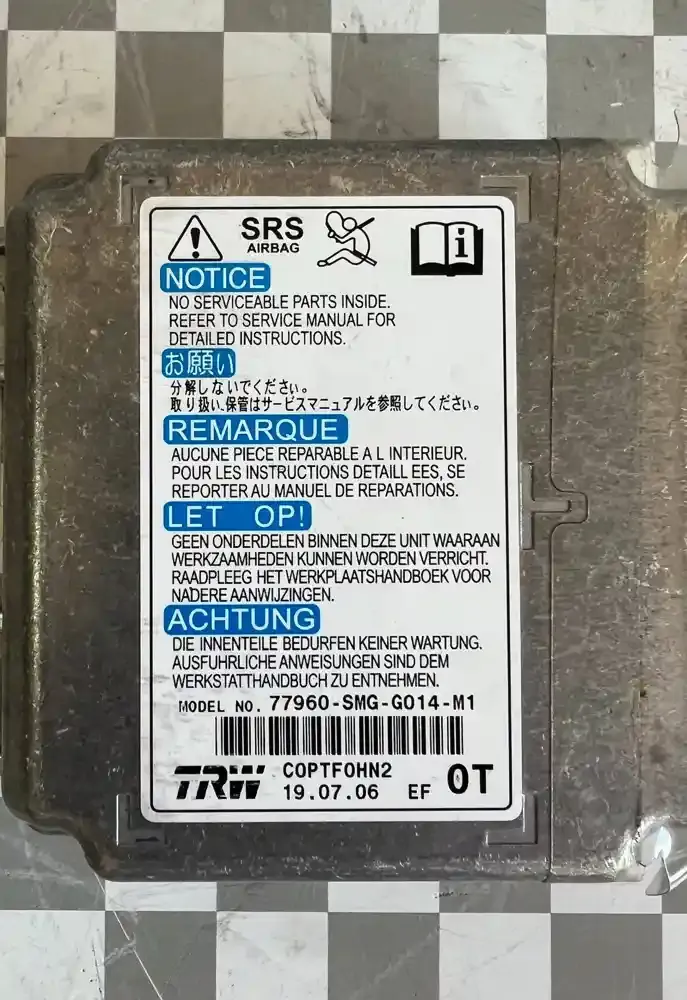 SRS
AIRBAG
NOTICE
NO SERVICEABLE PARTS INSIDE.
REFER TO SERVICE MANUAL FOR
DETAILED INSTRUCTIONS.
お願い
分解しないでください。
取り扱い、保管はサービスマニュアルを参照してください。
REMARQUE
AUCUNE PIECE REPARABLE A L INTERIEUR.
POUR LES INSTRUCTIONS DETAILL EES, SE
REPORTER AU MANUEL DE REPARATIONS.
LET OP!
GEEN ONDERDELEN BINNEN DEZE UNIT WAARAAN
WERKZAAMHEDEN KUNNEN WORDEN VERRICHT.
RAADPLEEG HET WERKPLAATSHANDBOEK VOOR
NADERE AANWIJZINGEN.
ACHTUNG
DIE INNENTEILE BEDURFEN KEINER WARTUNG.
AUSFUHRLICHE ANWEISUNGEN SIND DEM
WERKSTATTHANDBUCH ZU ENTNEHMEN.
MODEL NO. 77960-SMG-G014-M1
TRW COPTFOHN2
19.07.06 EF OT